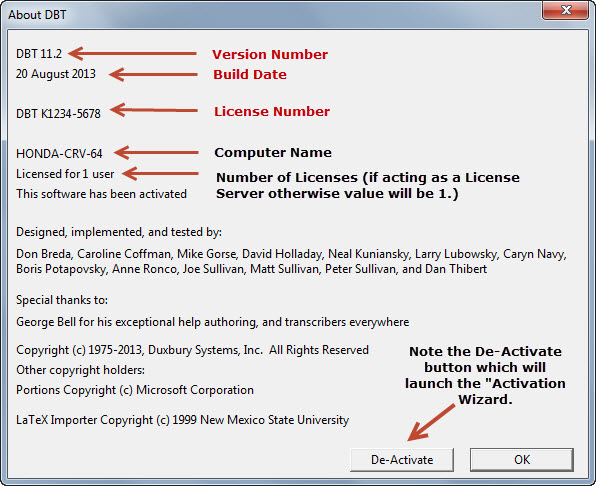 About DBT
DBT 11.2
Version Number
20 August 2013
Build Date
DBT K1234-5678
License Number
HONDA-CRV-64
Computer Name
Licensed for 1 user
Number of Licenses (if acting as a License
Server otherwise value will be 1.)
This software has been activated
Designed, implemented, and tested by:
Don Breda, Caroline Coffman, Mike Gorse, David Holladay, Neal Kuniansky, Larry Lubowsky, Caryn Navy,
Boris Potapovsky, Anne Ronco, Joe Sullivan, Matt Sullivan, Peter Sullivan, and Dan Thibert
Special thanks to:
George Bell for his exceptional help authoring, and transcribers everywhere
Copyright (c) 1975-2013, Duxbury Systems, Inc.  All Rights Reserved
Other copyright holders:
Portions Copyright (c) Microsoft Corporation
LaTeX Importer Copyright (c) 1999 New Mexico State University
Note the De-Activate
button which will
launch the "Activation
Wizard.
De-Activate
OK